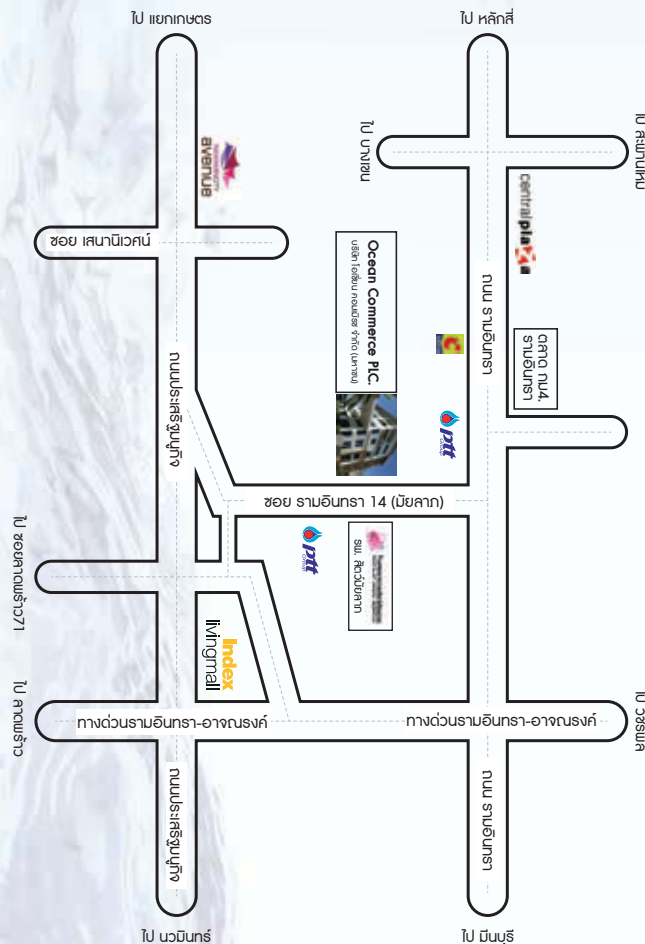 ไป แยกเกษตร
ไป หลักสี่
ไป สะพานใหม่
ไป บางเขน
avenue
centralplaza
ซอย เสนานิเวศน์
Ocean Commerce PLC.
บริษัท โอเชี่ยน คอมเมิรช จำกัด (มหาชน)
ถนน รามอินทรา
ตลาด กม4.
รามอินทรา
ถนนประเสริฐมนูกิจ
ptt
GROUP
ซอย รามอินทรา 14 (มัยลาภ)
ptt
GROUP
รพ. สัตว์มัยลาภ
ไป ซอยลาดพร้าว71
Index
livingmall
ไป ลาดพร้าว
ทางด่วนรามอินทรา-อาจณรงค์
ทางด่วนรามอินทรา-อาจณรงค์
ไป วัชรพล
ถนนประเสริฐมนูกิจ
ถนน รามอินทรา
ไป นวมินทร์
ไป มีนบุรี